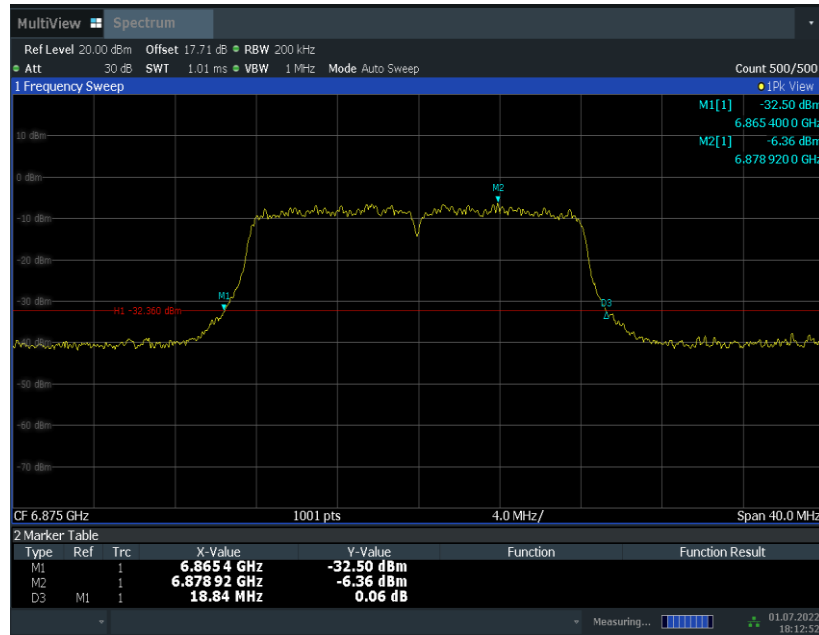 MultiView Spectrum
Ref Level 20.00 dBm Offset 17.71 dB RBW 200 kHz
Att 30 dB SWT 1.01 ms VBW 1 MHz Mode Auto Sweep Count 500/500
1 Frequency Sweep 1Pk View
M1[1] -32.50 dBm
6.865 400 0 GHz
10 dBm
M2[1] -6.36 dBm
6.878 920 0 GHz
0 dBm
M2
-10 dBm
-20 dBm
M1
-30 dBm
D3
H1 -32.360 dBm
-40 dBm
-50 dBm
-60 dBm
-70 dBm
CF 6.875 GHz 1001 pts 4.0 MHz/ Span 40.0 MHz
2 Marker Table
Type Ref Trc X-Value Y-Value Function Function Result
M1 1 6.8654 GHz -32.50 dBm
M2 1 6.87892 GHz -6.36 dBm
D3 M1 1 18.84 MHz 0.06 dB
Measuring... 01.07.2022
18:12:52